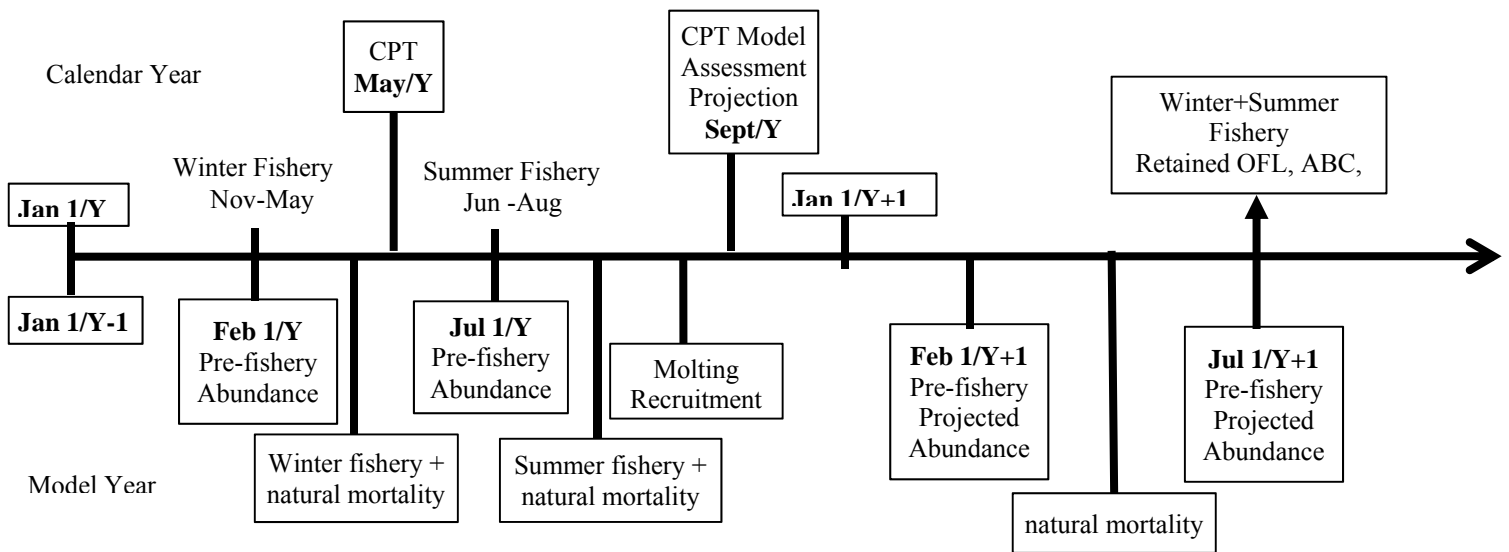 Calendar Year
CPT
May/Y
CPT Model
Assessment
Projection
Sept/Y
Winter+Summer
Fishery
Retained OFL, ABC,
Winter Fishery
Nov-May
Summer Fishery
Jun -Aug
Jan 1/Y
Jan 1/Y+1
Jan 1/Y-1
Feb 1/Y
Pre-fishery
Abundance
Jul 1/Y
Pre-fishery
Abundance
Molting
Recruitment
Feb 1/Y+1
Pre-fishery
Projected
Abundance
Jul 1/Y+1
Pre-fishery
Projected
Abundance
Model Year
Winter fishery +
natural mortality
Summer fishery +
natural mortality
natural mortality